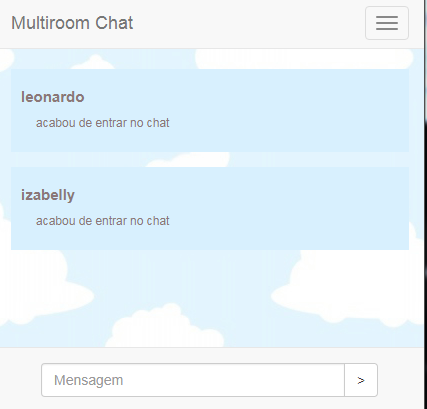 Multiroom Chat
leonardo
acabou de entrar no chat
izabelly
acabou de entrar no chat
Mensagem >